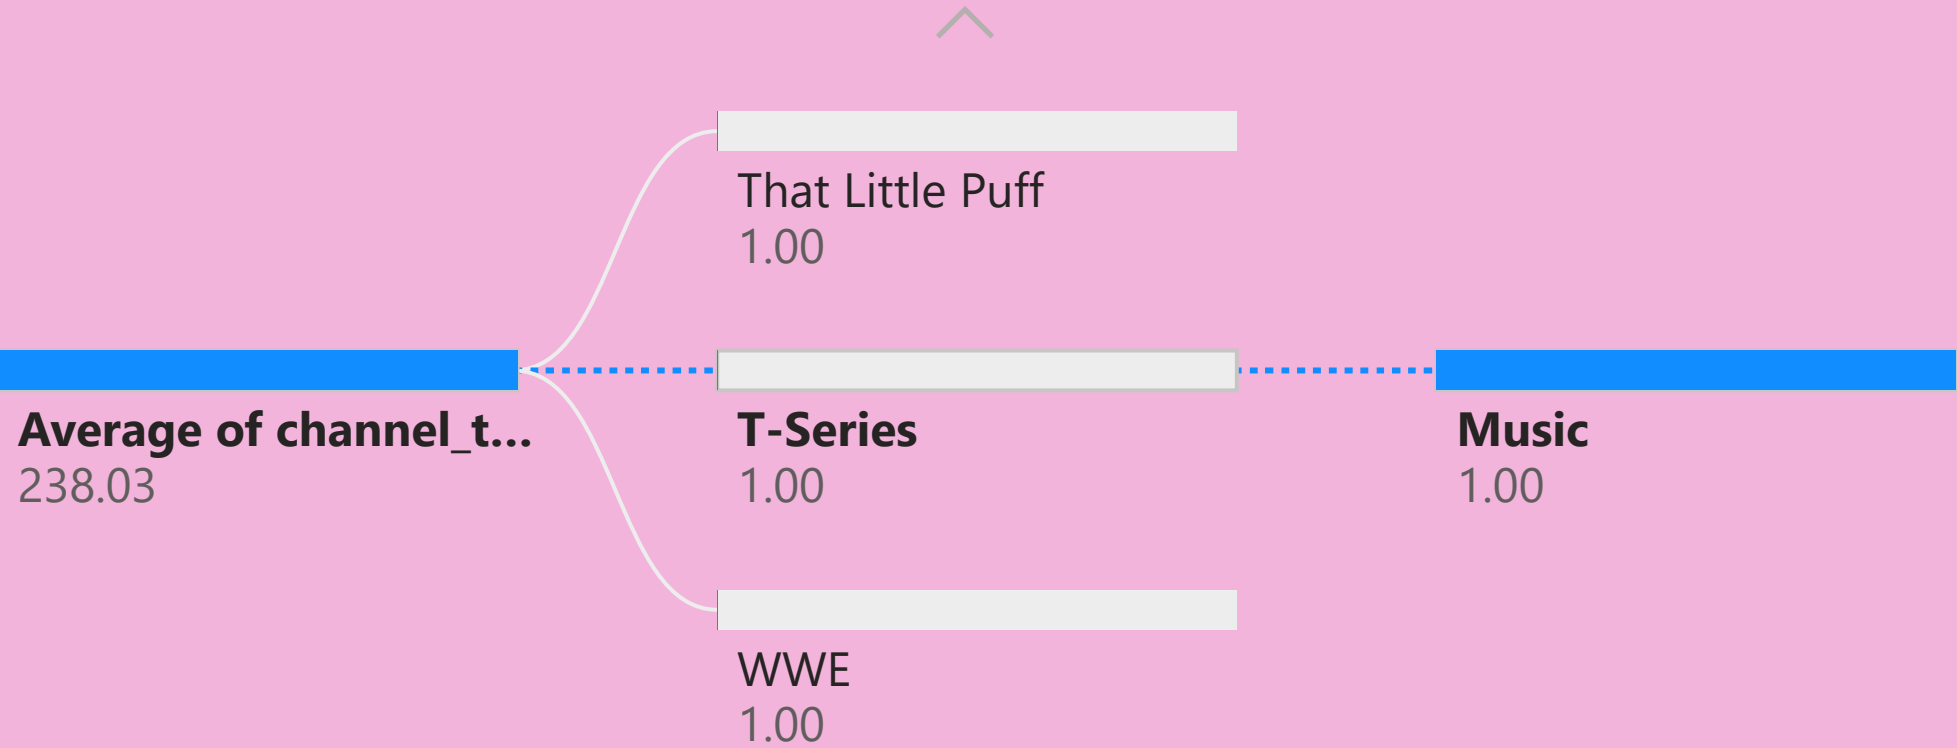 That Little Puff
1.00
Average of channel_t...
238.03
T-Series
1.00
Music
1.00
WWE
1.00